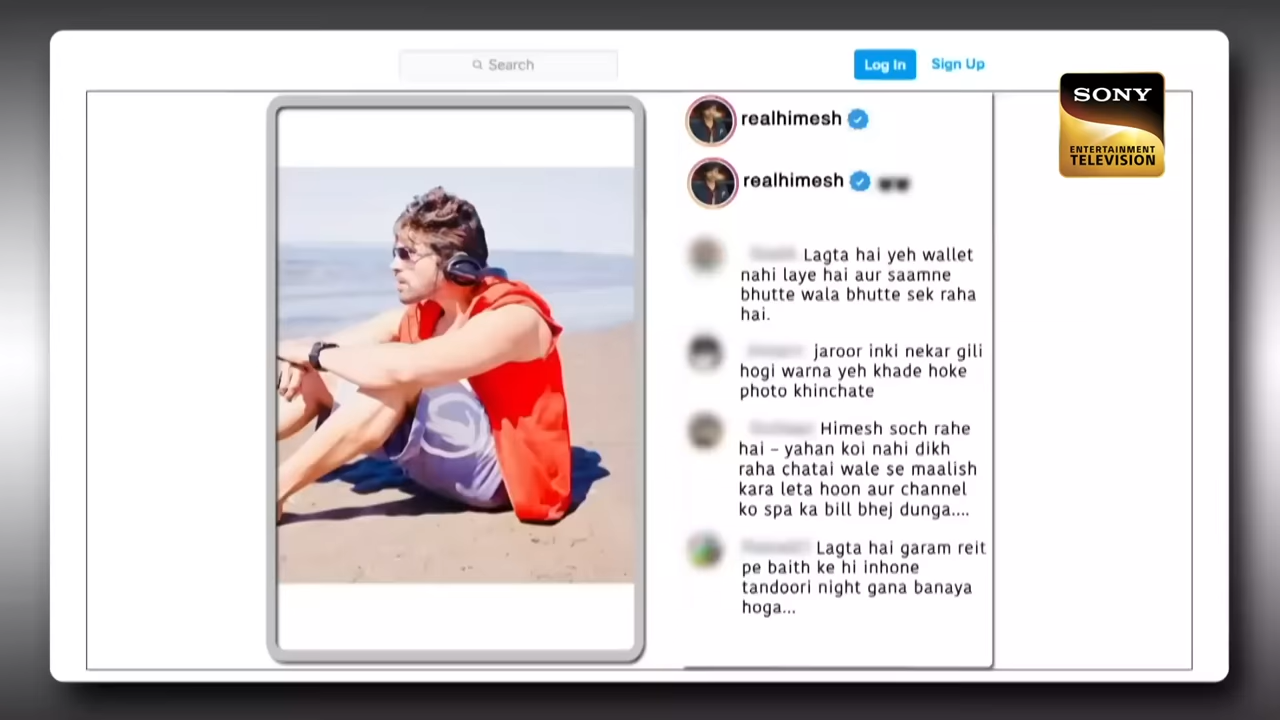 Search
Log In
Sign Up
SONY
ENTERTAINMENT
TELEVISION
realhimesh
realhimesh
Lagta hai yeh wallet
nahi laye hai aur saamne
bhutte wala bhutte sek raha
hai.
jaroor inki nekar gili
hogi warna yeh khade hoke
photo khinchate
Himesh soch rahe
hai – yahan koi nahi dikh
raha chatai wale se maalish
kara leta hoon aur channel
ko spa ka bill bhej dunga....
Lagta hai garam reit
pe baith ke hi inhone
tandoori night gana banaya
hoga...